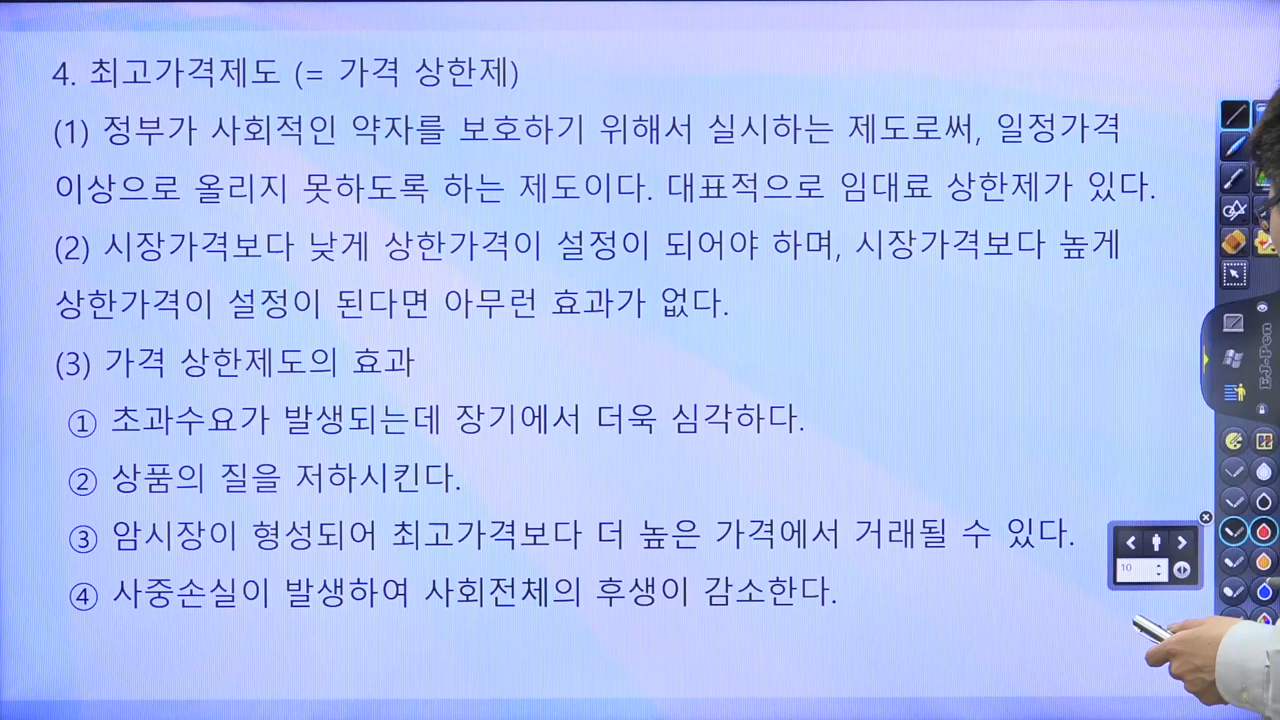 4. 최고가격제도 (= 가격 상한제)
(1) 정부가 사회적인 약자를 보호하기 위해서 실시하는 제도로써, 일정가격
이상으로 올리지 못하도록 하는 제도이다. 대표적으로 임대료 상한제가 있다.
(2) 시장가격보다 낮게 상한가격이 설정이 되어야 하며, 시장가격보다 높게
상한가격이 설정이 된다면 아무런 효과가 없다.
(3) 가격 상한제도의 효과
① 초과수요가 발생되는데 장기에서 더욱 심각하다.
② 상품의 질을 저하시킨다.
③ 암시장이 형성되어 최고가격보다 더 높은 가격에서 거래될 수 있다.
④ 사중손실이 발생하여 사회전체의 후생이 감소한다.
E.J-Pen
10